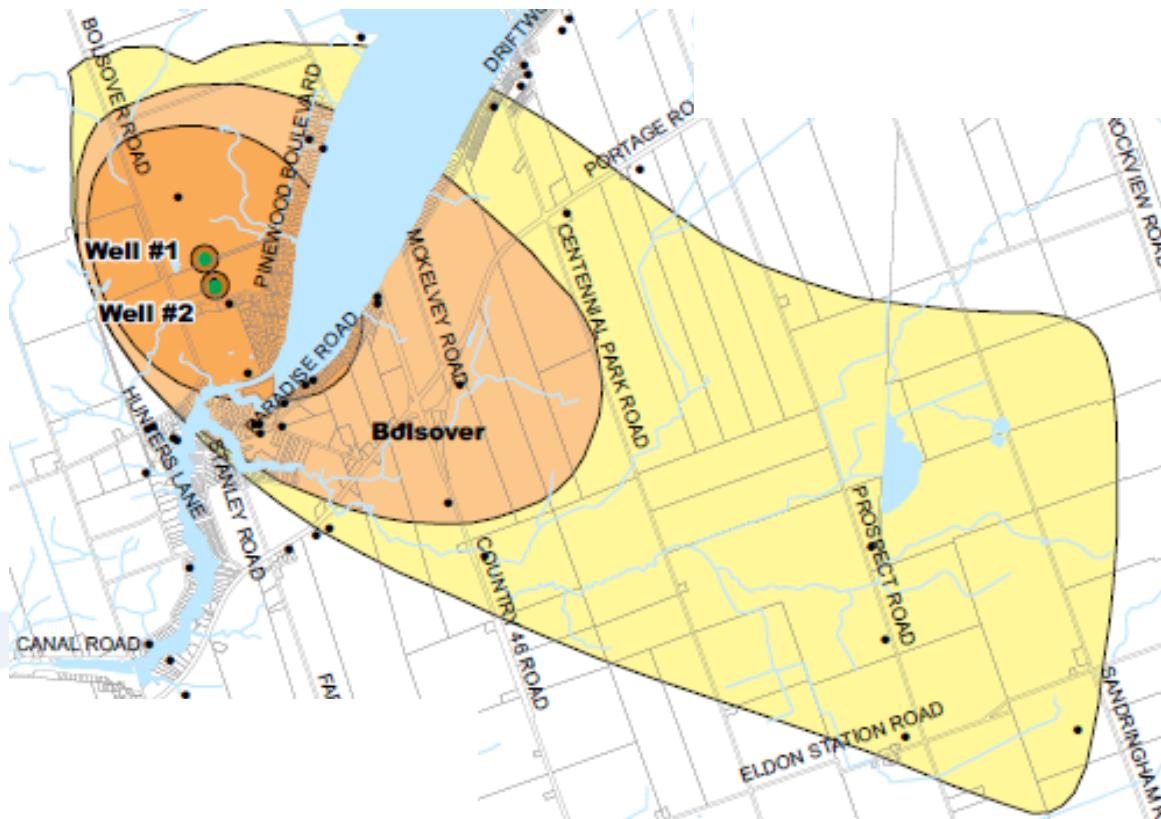 BOLSOVER ROAD
DRIFTW
PINEWOOD BOULEVARD
PORTAGE RO
ROCKVIEW ROAD
Well #1
Well #2
MCKELVEY ROAD
CENTENNIAL PARK ROAD
PARADISE ROAD
HUNTERS LANE
Bolsover
STANLEY ROAD
PROSPECT ROAD
COUNTRY 46 ROAD
CANAL ROAD
FAR
SANDRINGHAM R
ELDON STATION ROAD